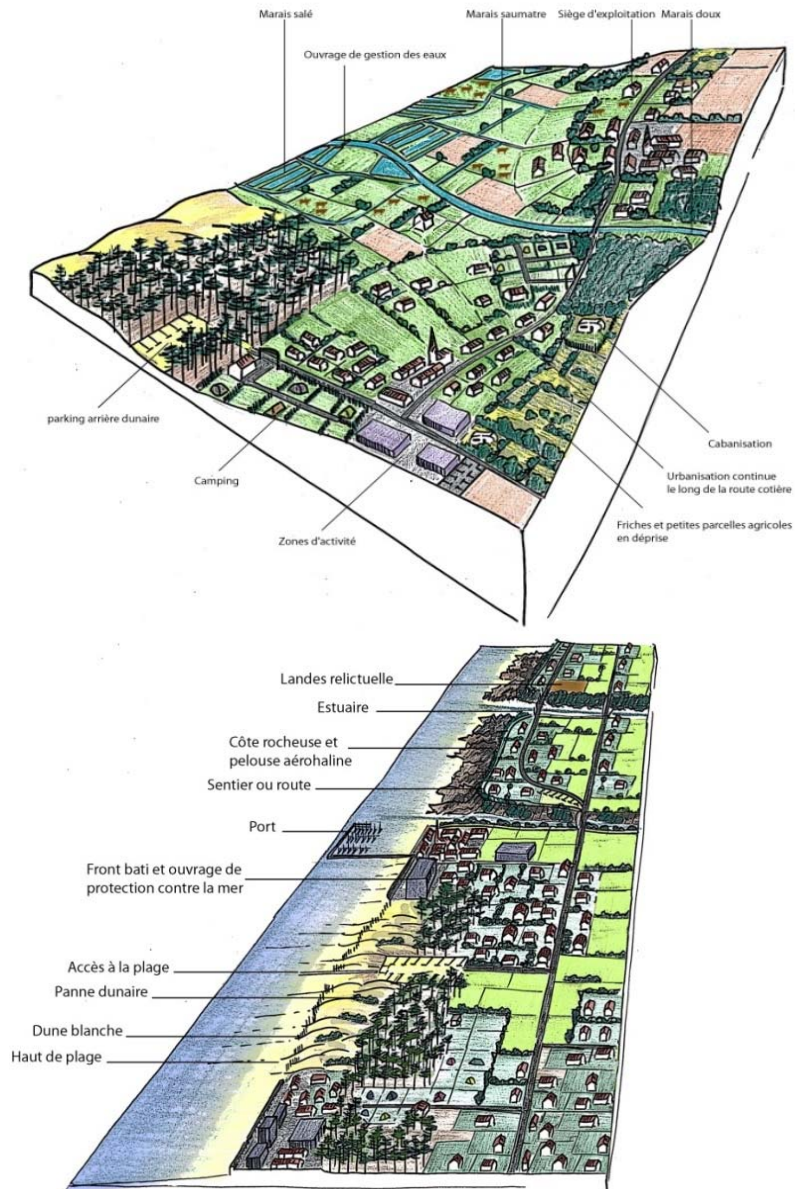 Marais salé
Marais saumatre
Siège d'exploitation
Marais doux
Ouvrage de gestion des eaux
parking arrière dunaire
Cabanisation
Camping
Urbanisation continue
le long de la route cotière
Zones d'activité
Friches et petites parcelles agricoles
en déprise
Landes relictuelle
Estuaire
Côte rocheuse et
pelouse aérohaline
Sentier ou route
Port
Front bati et ouvrage de
protection contre la mer
Accès à la plage
Panne dunaire
Dune blanche
Haut de plage